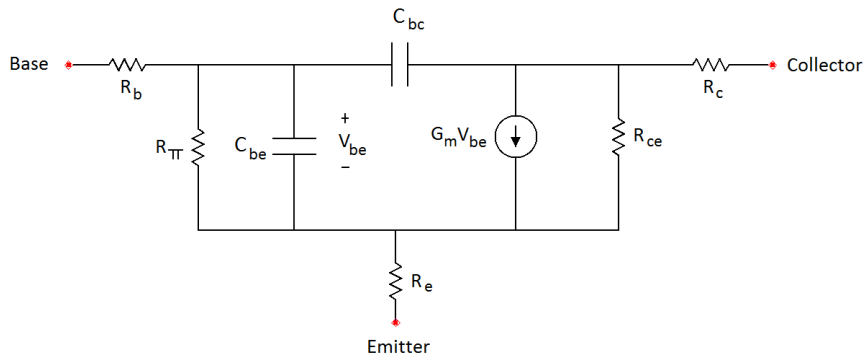 C bc
Base
R b
R c
Collector
R π
C be
+
V be
−
G m V be
R ce
R e
Emitter